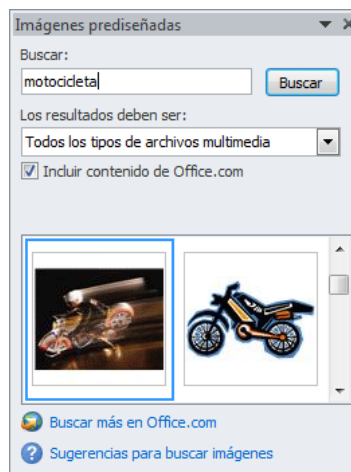 Imágenes prediseñadas
Buscar:
motocicleta
Buscar
Los resultados deben ser:
Todos los tipos de archivos multimedia
Incluir contenido de Office.com
Buscar más en Office.com
Sugerencias para buscar imágenes